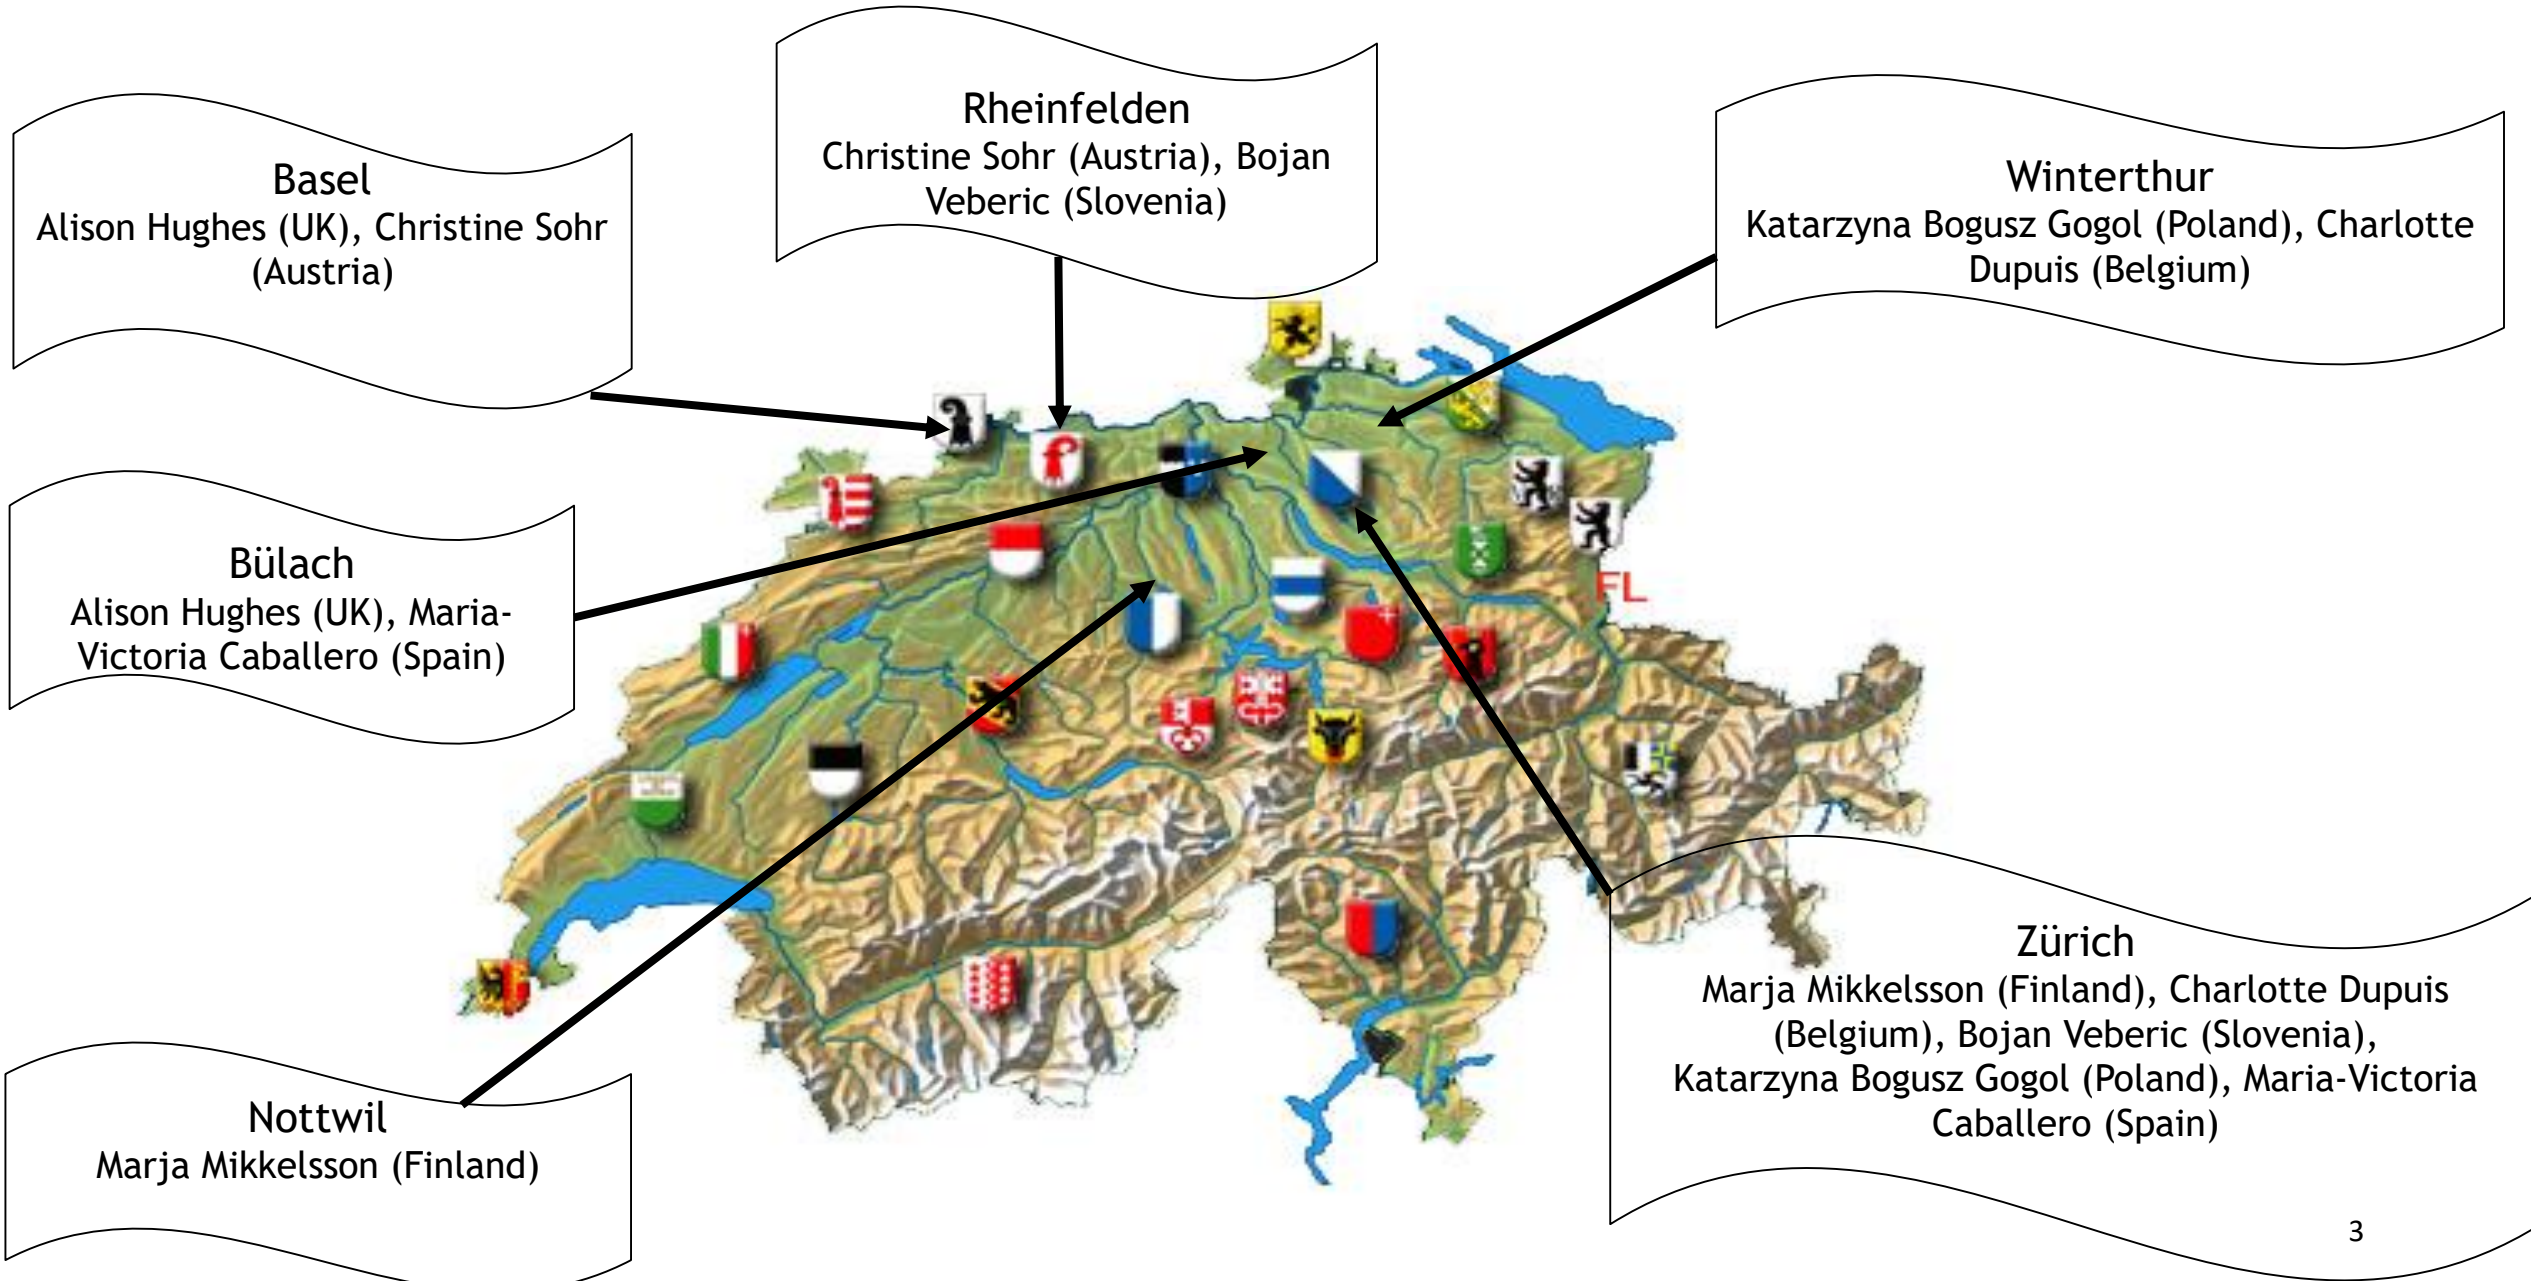 Rheinfelden
Christine Sohr (Austria), Bojan
Veberic (Slovenia)
Basel
Alison Hughes (UK), Christine Sohr
(Austria)
Winterthur
Katarzyna Bogusz Gogol (Poland), Charlotte
Dupuis (Belgium)
Bülach
Alison Hughes (UK), Maria-
Victoria Caballero (Spain)
FL
Zürich
Marja Mikkelsson (Finland), Charlotte Dupuis
(Belgium), Bojan Veberic (Slovenia),
Katarzyna Bogusz Gogol (Poland), Maria-Victoria
Caballero (Spain)
Nottwil
Marja Mikkelsson (Finland)
3